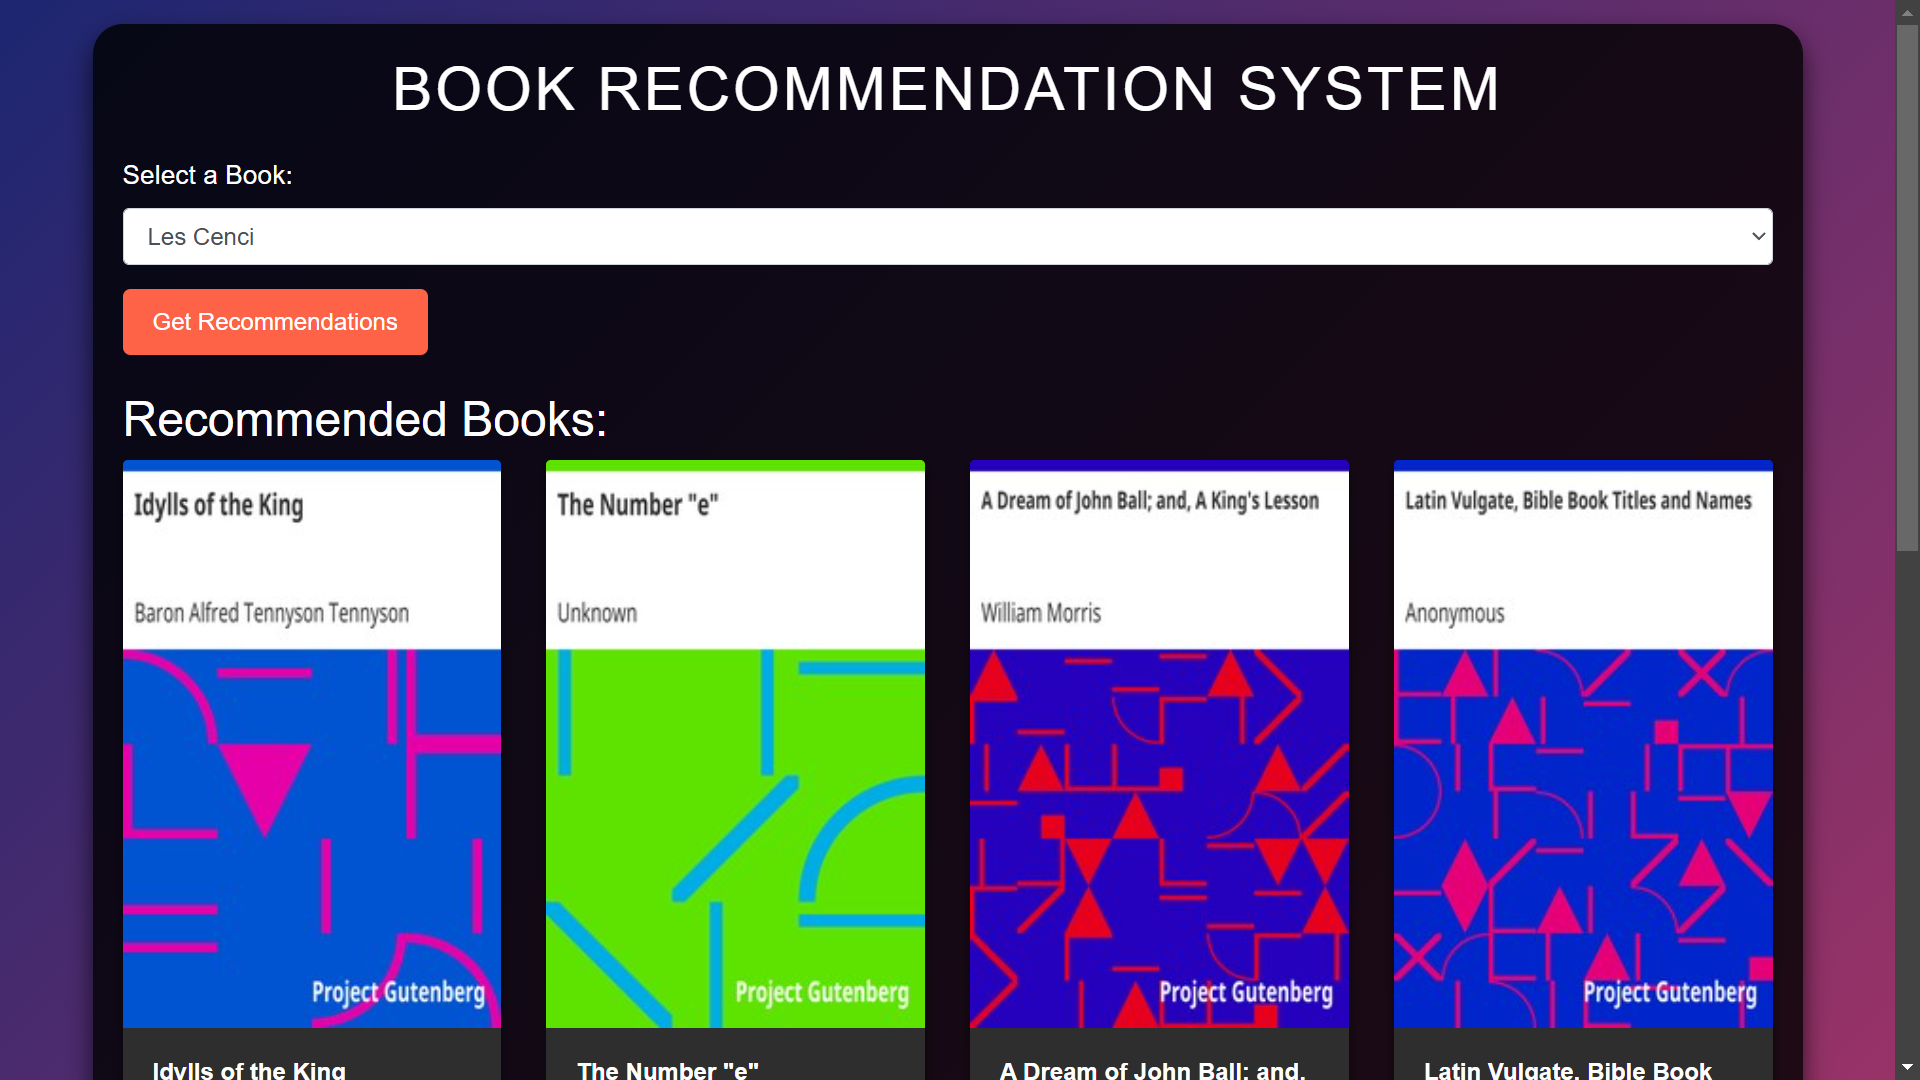 BOOK RECOMMENDATION SYSTEM
Select a Book:
Les Cenci
Get Recommendations
Recommended Books:
Idylls of the King
Baron Alfred Tennyson Tennyson
Project Gutenberg
Idylls of the King
The Number "e"
Unknown
Project Gutenberg
The Number "e"
A Dream of John Ball; and, A King's Lesson
William Morris
Project Gutenberg
A Dream of John Ball; and,
Latin Vulgate, Bible Book Titles and Names
Anonymous
Project Gutenberg
Latin Vulgate, Bible Book